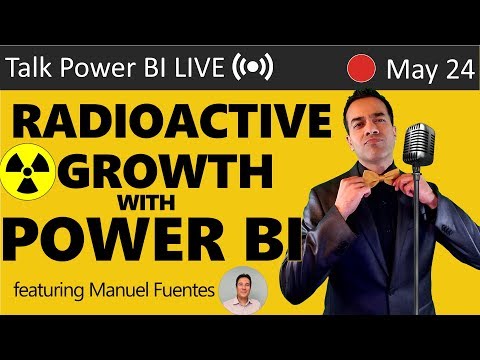 Talk Power BI LIVE
May 24
RADIOACTIVE
GROWTH
WITH
POWER BI
featuring Manuel Fuentes